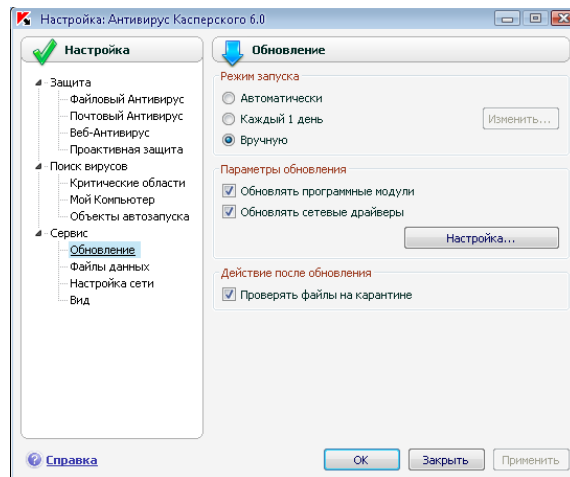 Настройка: Антивирус Касперского 6.0
Настройка
Защита
Файловый Антивирус
Почтовый Антивирус
Веб-Антивирус
Проактивная защита
Поиск вирусов
Критические области
Мой Компьютер
Объекты автозапуска
Сервис
Обновление
Файлы данных
Настройка сети
Вид
Обновление
Режим запуска
Автоматически
Каждый 1 день
Изменить...
Вручную
Параметры обновления
Обновлять программные модули
Обновлять сетевые драйверы
Настройка...
Действие после обновления
Проверять файлы на карантине
Справка
ОК
Закрыть
Применить